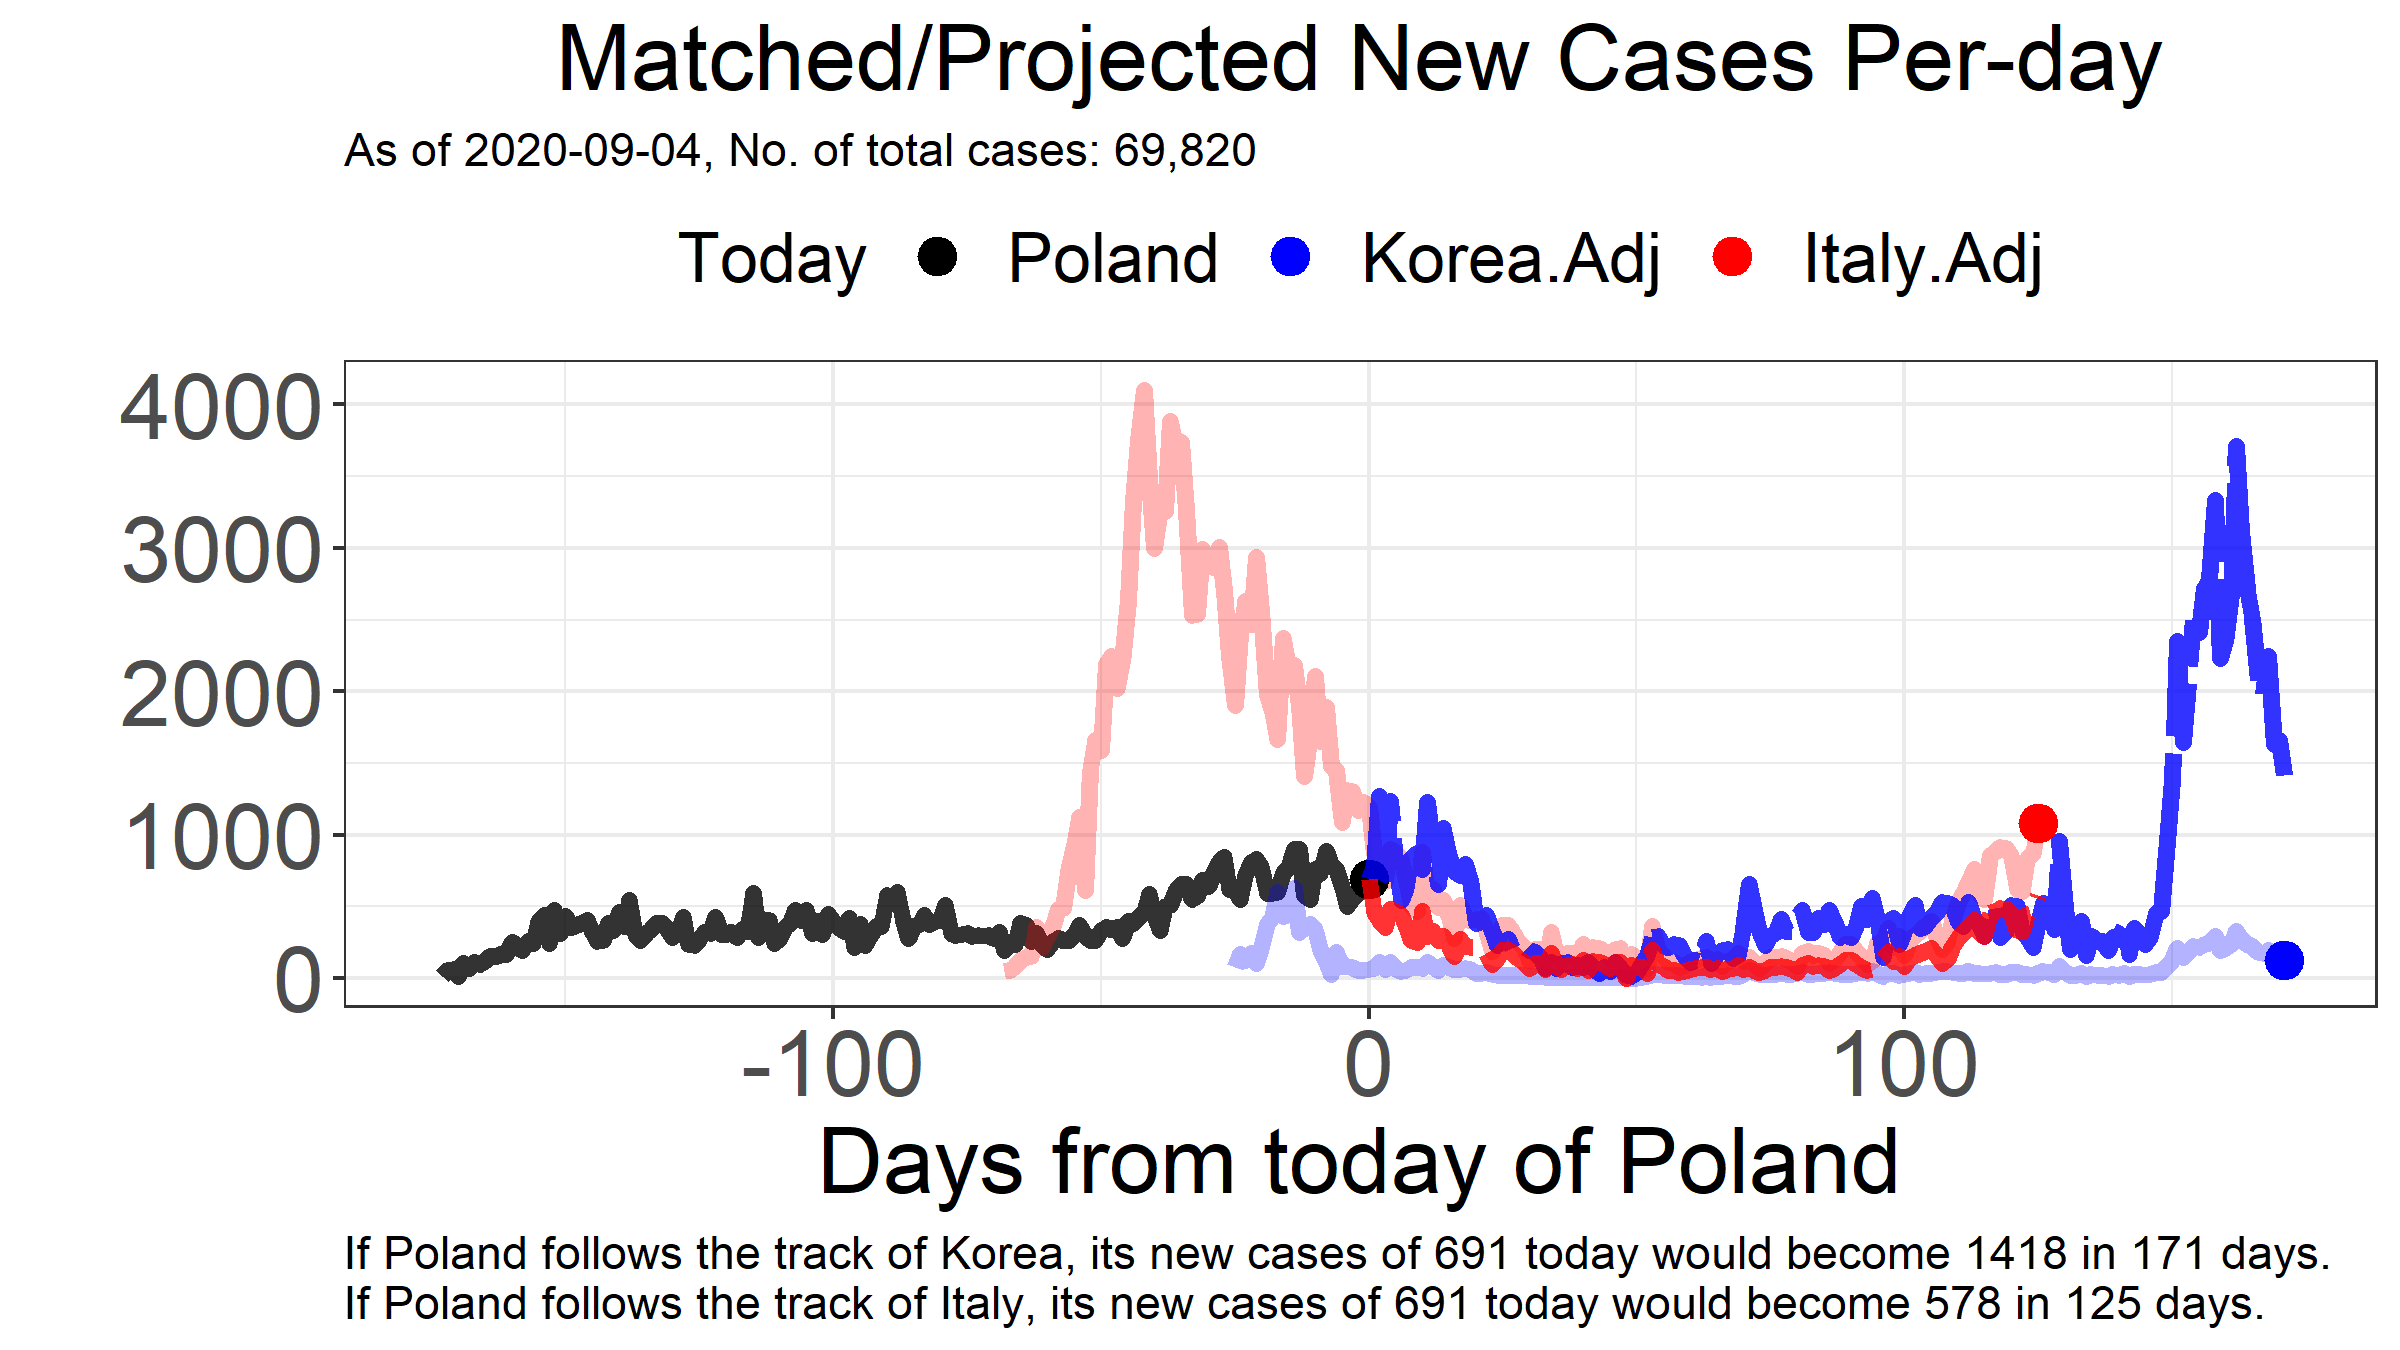 Matched/Projected New Cases Per-day
As of 2020-09-04, No. of total cases: 69,820
Today Poland Korea.Adj Italy.Adj
4000
3000
2000
1000
0
-100 0 100
Days from today of Poland
If Poland follows the track of Korea, its new cases of 691 today would become 1418 in 171 days.
If Poland follows the track of Italy, its new cases of 691 today would become 578 in 125 days.